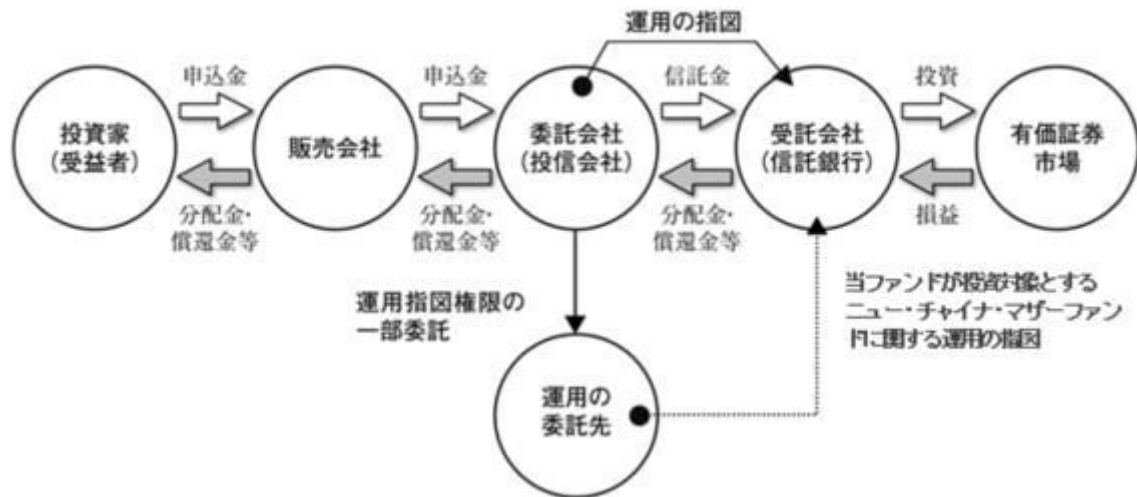 運用の指図
申込金
申込金
信託金
投資
投資家
(受益者)
販売会社
委託会社
(投信会社)
受託会社
(信託銀行)
有価証券
市場
分配金・
償還金等
分配金・
償還金等
分配金・
償還金等
損益
運用指図権限の
一部委託
当ファンドが投資対象とする
ニュー・チャイナ・マザーファン
ドに関する運用の指図
運用の
委託先